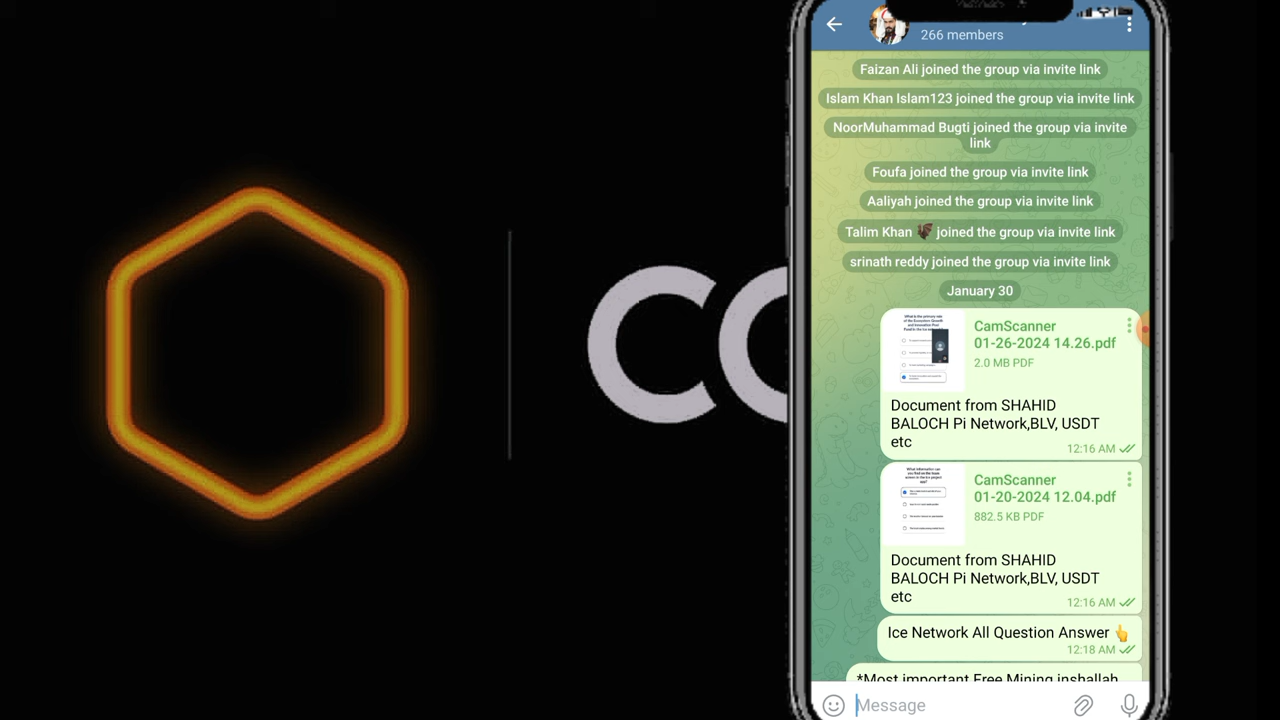 CO
266 members
Faizan Ali joined the group via invite link
Islam Khan Islam123 joined the group via invite link
NoorMuhammad Bugti joined the group via invite
link
Foufa joined the group via invite link
Aaliyah joined the group via invite link
Talim Khan 🦇 joined the group via invite link
srinath reddy joined the group via invite link
January 30
CamScanner
01-26-2024 14.26.pdf
2.0 MB PDF
Document from SHAHID
BALOCH Pi Network,BLV, USDT
etc
12:16 AM
CamScanner
01-20-2024 12.04.pdf
882.5 KB PDF
Document from SHAHID
BALOCH Pi Network,BLV, USDT
etc
12:16 AM
Ice Network All Question Answer 👆
12:18 AM
*Most important Free Mining inshallah
Message